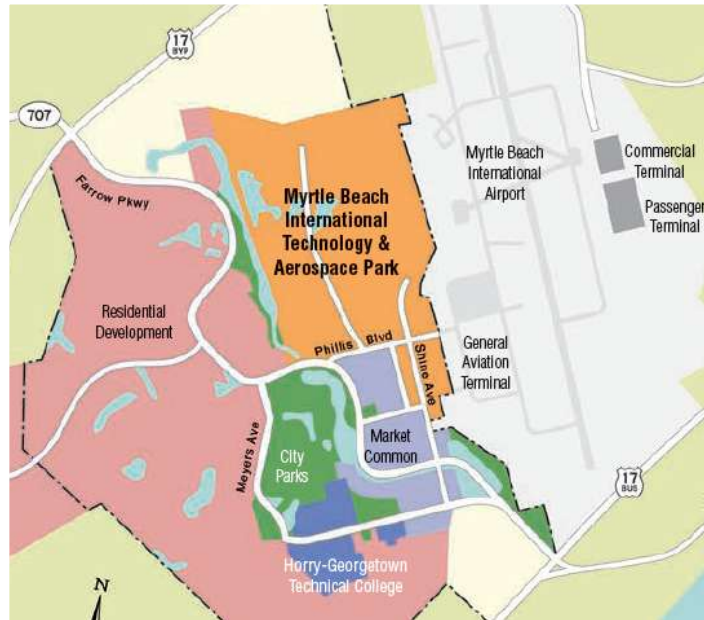 17
BYP
707
Farrow Pkwy
Myrtle Beach
International
Technology &
Aerospace Park
Myrtle Beach
International
Airport
Commercial
Terminal
Passenger
Terminal
Residential
Development
Phillis Blvd
Shine Ave
General
Aviation
Terminal
Meyers Ave
City
Parks
Market
Common
17
BUS
Horry-Georgetown
Technical College
N